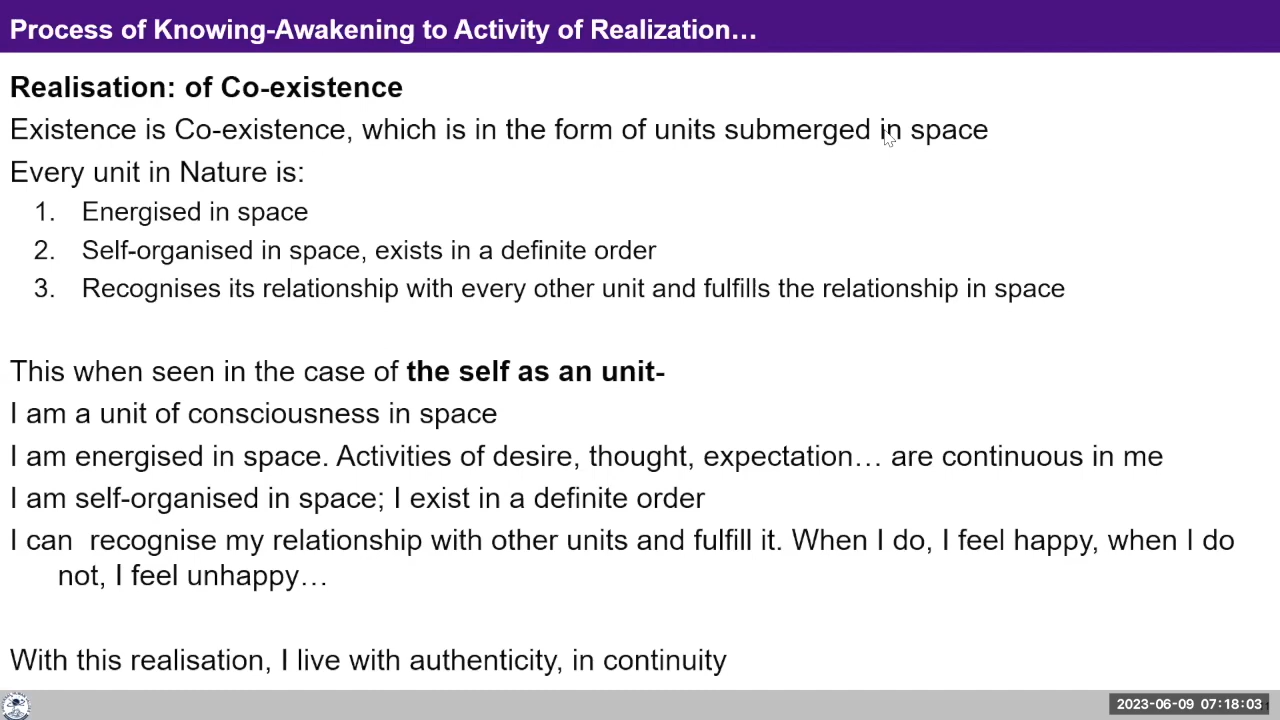 Process of Knowing-Awakening to Activity of Realization…
Realisation: of Co-existence
Existence is Co-existence, which is in the form of units submerged in space
Every unit in Nature is:
1. Energised in space
2. Self-organised in space, exists in a definite order
3. Recognises its relationship with every other unit and fulfills the relationship in space
This when seen in the case of the self as an unit-
I am a unit of consciousness in space
I am energised in space. Activities of desire, thought, expectation… are continuous in me
I am self-organised in space; I exist in a definite order
I can recognise my relationship with other units and fulfill it. When I do, I feel happy, when I do
not, I feel unhappy…
With this realisation, I live with authenticity, in continuity
2023-06-09 07:18:03